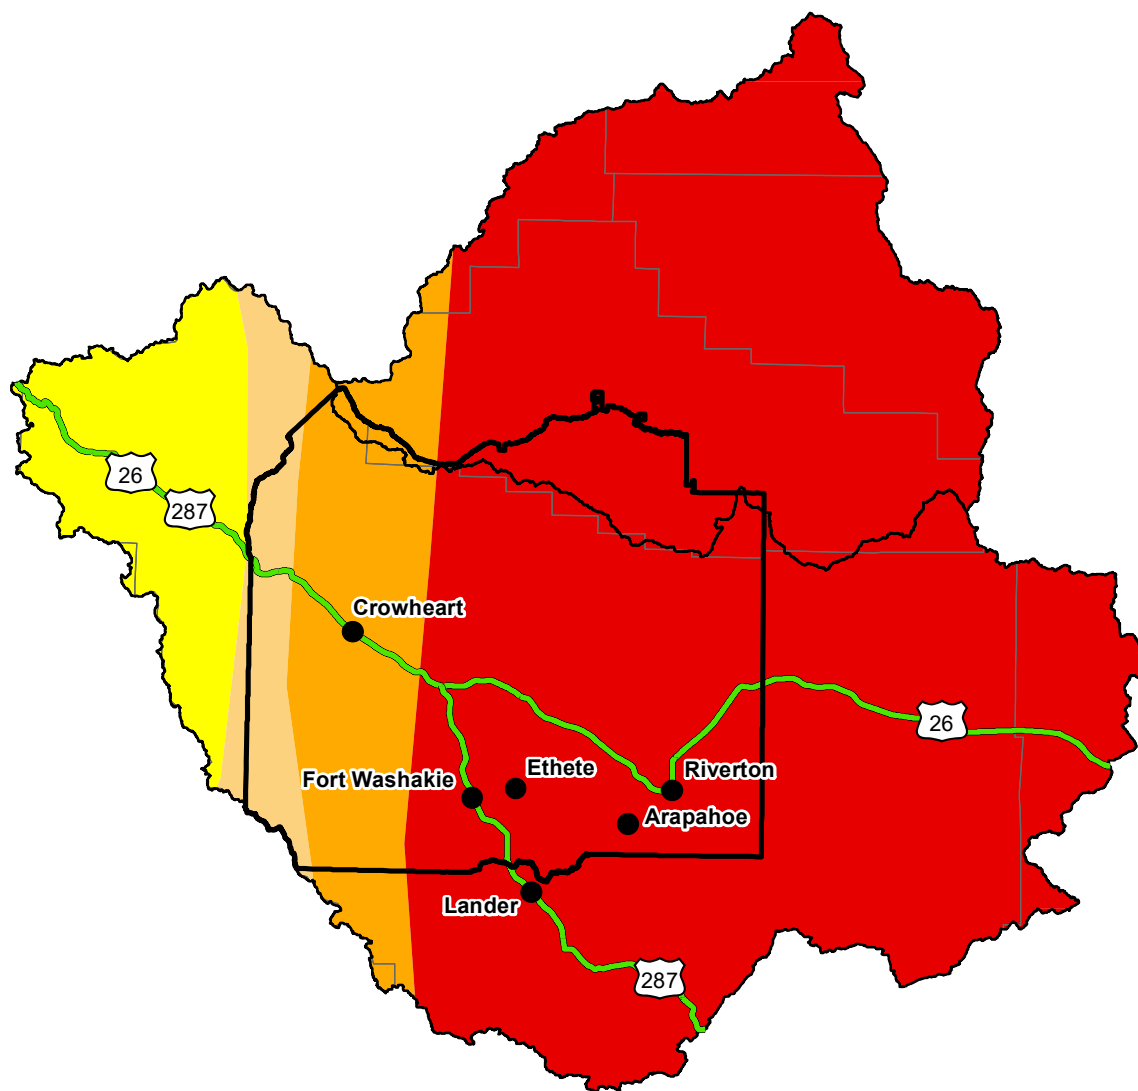 26
287
Crowheart
Ethete
Riverton
Fort Washakie
Arapahoe
Lander
26
287